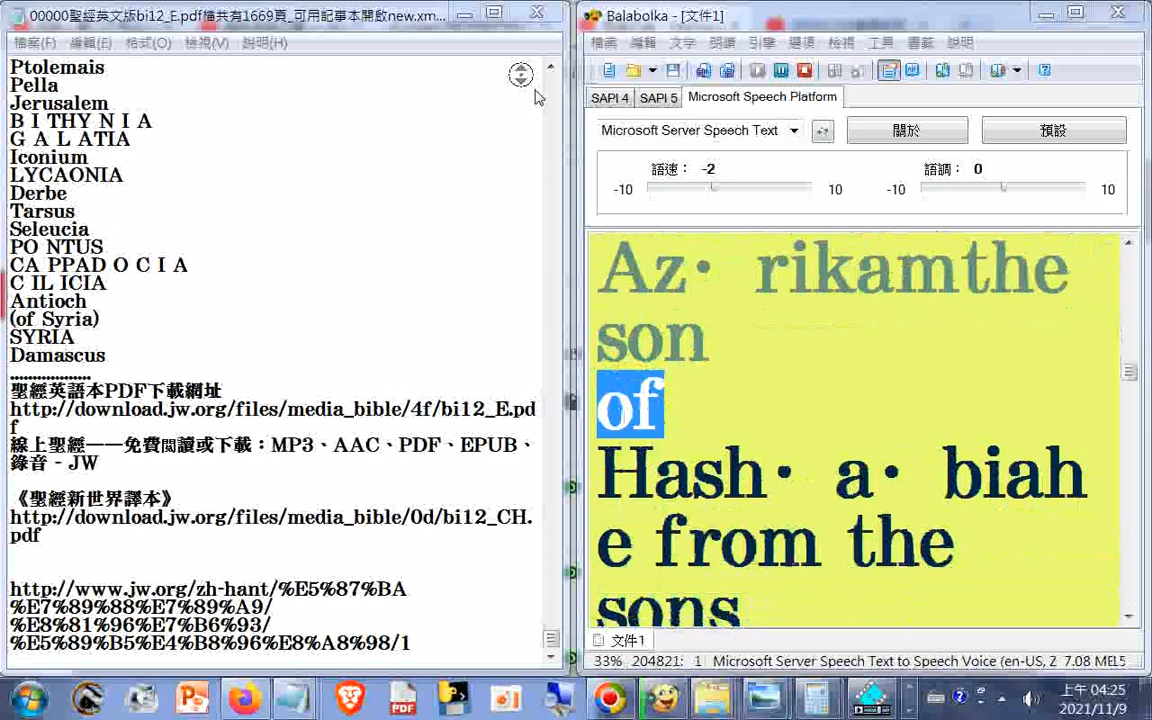 00000聖經英文版bi12_E.pdf檔共有1669頁_可用記事本開啟new.xm...
檔案(F) 編輯(E) 格式(O) 檢視(V) 說明(H)
Ptolemais
Pella
Jerusalem
B I THY N I A
G A L ATIA
Iconium
LYCAONIA
Derbe
Tarsus
Seleucia
PO NTUS
CA PPAD O C I A
C IL ICIA
Antioch
(of Syria)
SYRIA
Damascus
..................
聖經英語本PDF下載網址
http://download.jw.org/files/media_bible/4f/bi12_E.pd
f
線上聖經——免費閱讀或下載：MP3、AAC、PDF、EPUB、
錄音 - JW
《聖經新世界譯本》
http://download.jw.org/files/media_bible/0d/bi12_CH.
pdf
http://www.jw.org/zh-hant/%E5%87%BA
%E7%89%88%E7%89%A9/
%E8%81%96%E7%B6%93/
%E5%89%B5%E4%B8%96%E8%A8%98/1
Balabolka - [文件1]
檔案 編輯 文字 朗讀 引擎 選項 檢視 工具 書籤 說明
SAPI 4 SAPI 5 Microsoft Speech Platform
Microsoft Server Speech Text 關於 預設
語速： -2 語調： 0
-10 10 -10 10
Az· rikamthe
son
of
Hash· a· biah
e from the
sons
文件1
33% 204821: 1 Microsoft Server Speech Text to Speech Voice (en-US, Z 7.08 MEL5
PDF
上午 04:25
2021/11/9